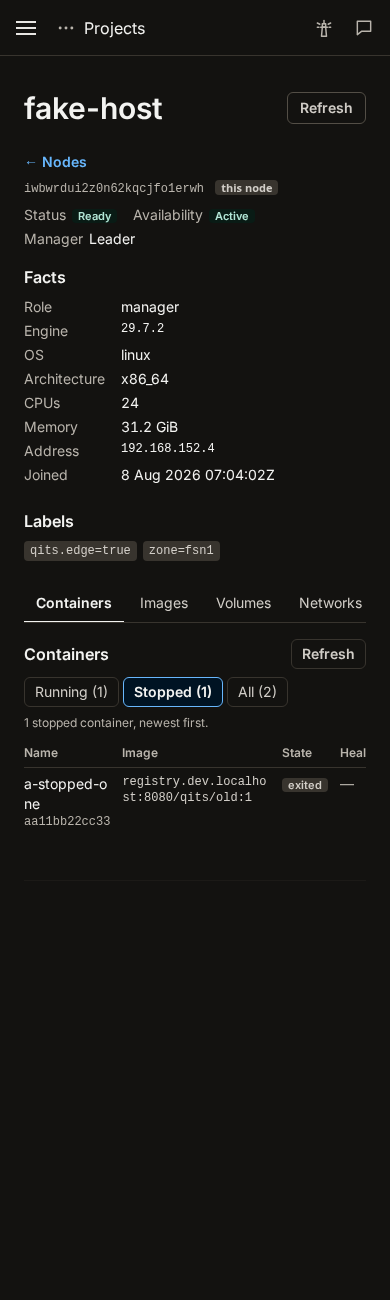 Projects
fake-host
Refresh
← Nodes
iwbwrdui2z0n62kqcjfo1erwh this node
Status Ready Availability Active
Manager Leader
Facts
Role manager
Engine 29.7.2
OS linux
Architecture x86_64
CPUs 24
Memory 31.2 GiB
Address 192.168.152.4
Joined 8 Aug 2026 07:04:02Z
Labels
qits.edge=true zone=fsn1
Containers Images Volumes Networks
Containers
Refresh
Running (1) Stopped (1) All (2)
1 stopped container, newest first.
Name Image State Heal
a-stopped-o
ne
aa11bb22cc33
registry.dev.localho
st:8080/qits/old:1
exited
—